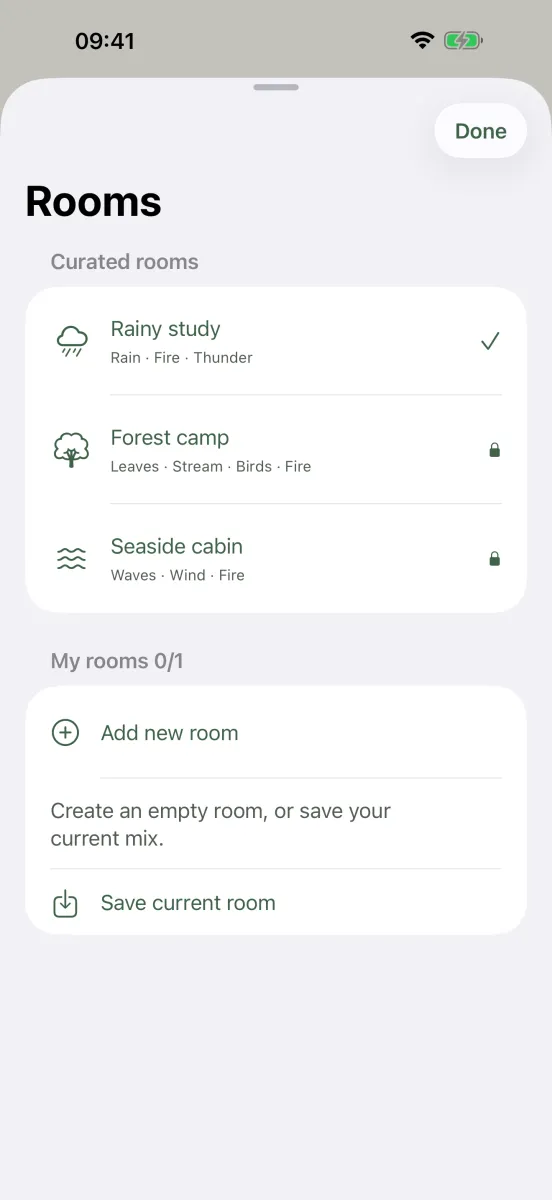 09:41
Done
Rooms
Curated rooms
Rainy study
Rain · Fire · Thunder
Forest camp
Leaves · Stream · Birds · Fire
Seaside cabin
Waves · Wind · Fire
My rooms 0/1
Add new room
Create an empty room, or save your
current mix.
Save current room